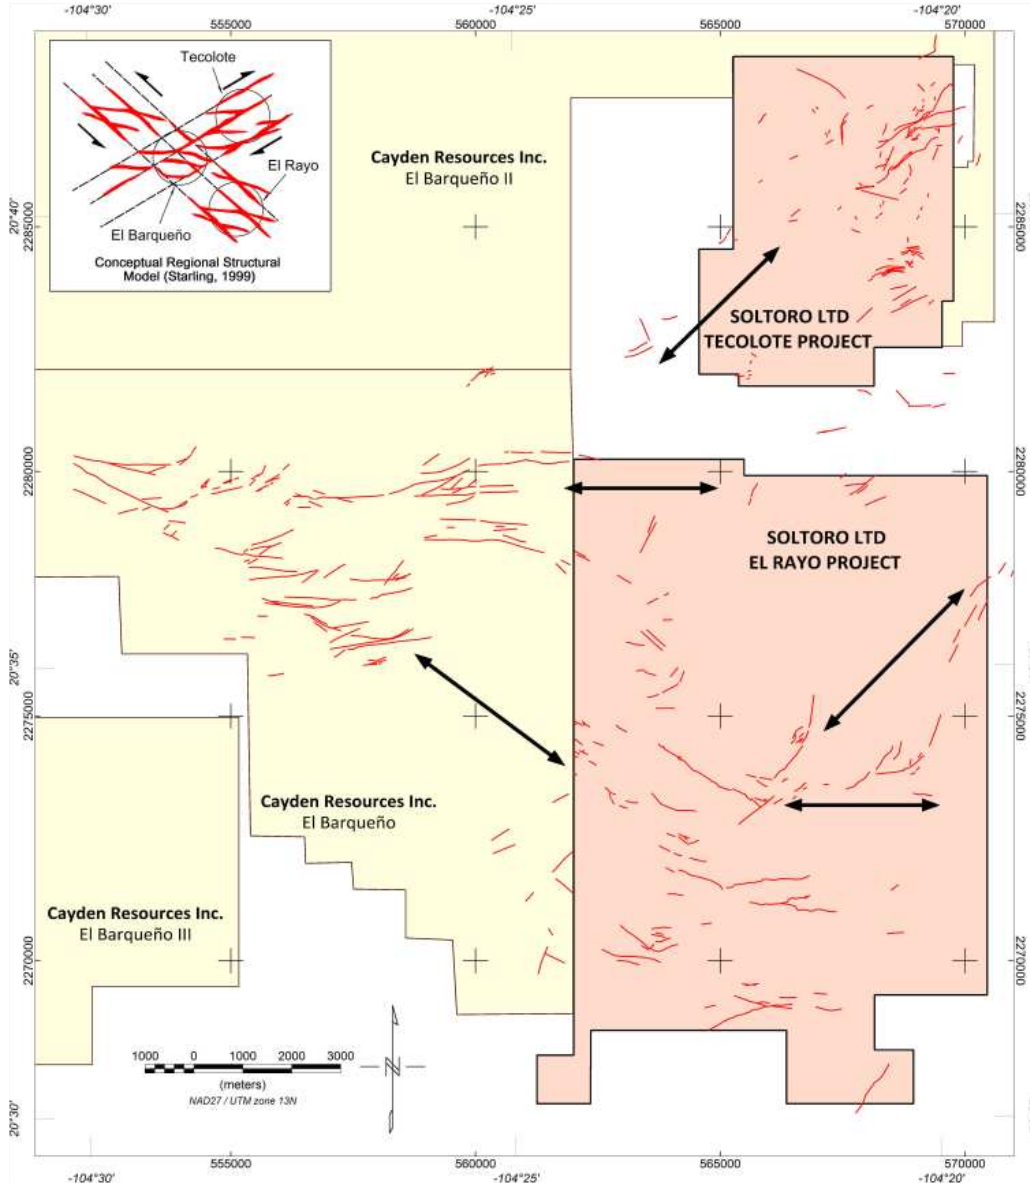 -104°30'
-104°25'
-104°20'
555000
560000
565000
570000
Tecolote
El Rayo
El Barqueño
Conceptual Regional Structural
Model (Starling, 1999)
Cayden Resources Inc.
El Barqueño II
20°40'
2285000
2285000
SOLTORO LTD
TECOLOTE PROJECT
2280000
2280000
SOLTORO LTD
EL RAYO PROJECT
20°35'
2275000
2275000
Cayden Resources Inc.
El Barqueño
Cayden Resources Inc.
El Barqueño III
2270000
2270000
1000 0 1000 2000 3000
(meters)
NAD27 / UTM zone 13N
N
20°30'
555000
560000
565000
570000
-104°30'
-104°25'
-104°20'